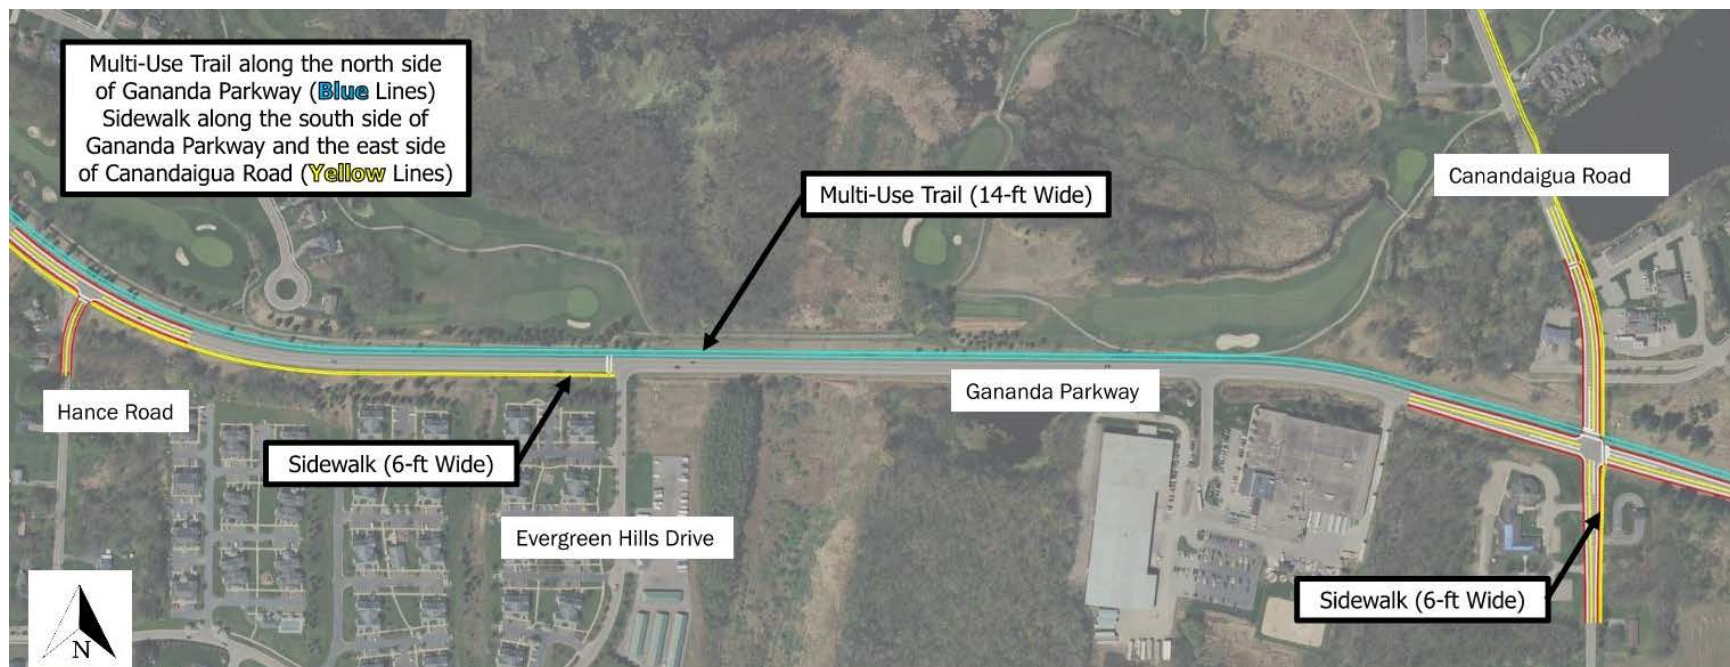 Multi-Use Trail along the north side
of Gananda Parkway (Blue Lines)
Sidewalk along the south side of
Gananda Parkway and the east side
of Canandaigua Road (Yellow Lines)
Canandaigua Road
Multi-Use Trail (14-ft Wide)
Gananda Parkway
Hance Road
Sidewalk (6-ft Wide)
Evergreen Hills Drive
Sidewalk (6-ft Wide)
N